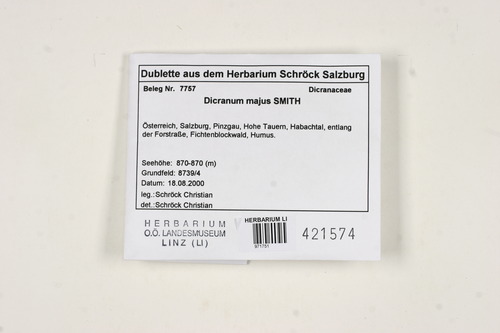 Dublette aus dem Herbarium Schröck Salzburg
Beleg Nr. 7757 Dicranaceae
Dicranum majus SMITH
Österreich, Salzburg, Pinzgau, Hohe Tauern, Habachtal, entlang
der Forstraße, Fichtenblockwald, Humus.
Seehöhe: 870-870 (m)
Grundfeld: 8739/4
Datum: 18.08.2000
leg.:Schröck Christian
det.:Schröck Christian
HERBARIUM
O.Ö. LANDESMUSEUM
LINZ (LI)
HERBARIUM LI
971751
421574